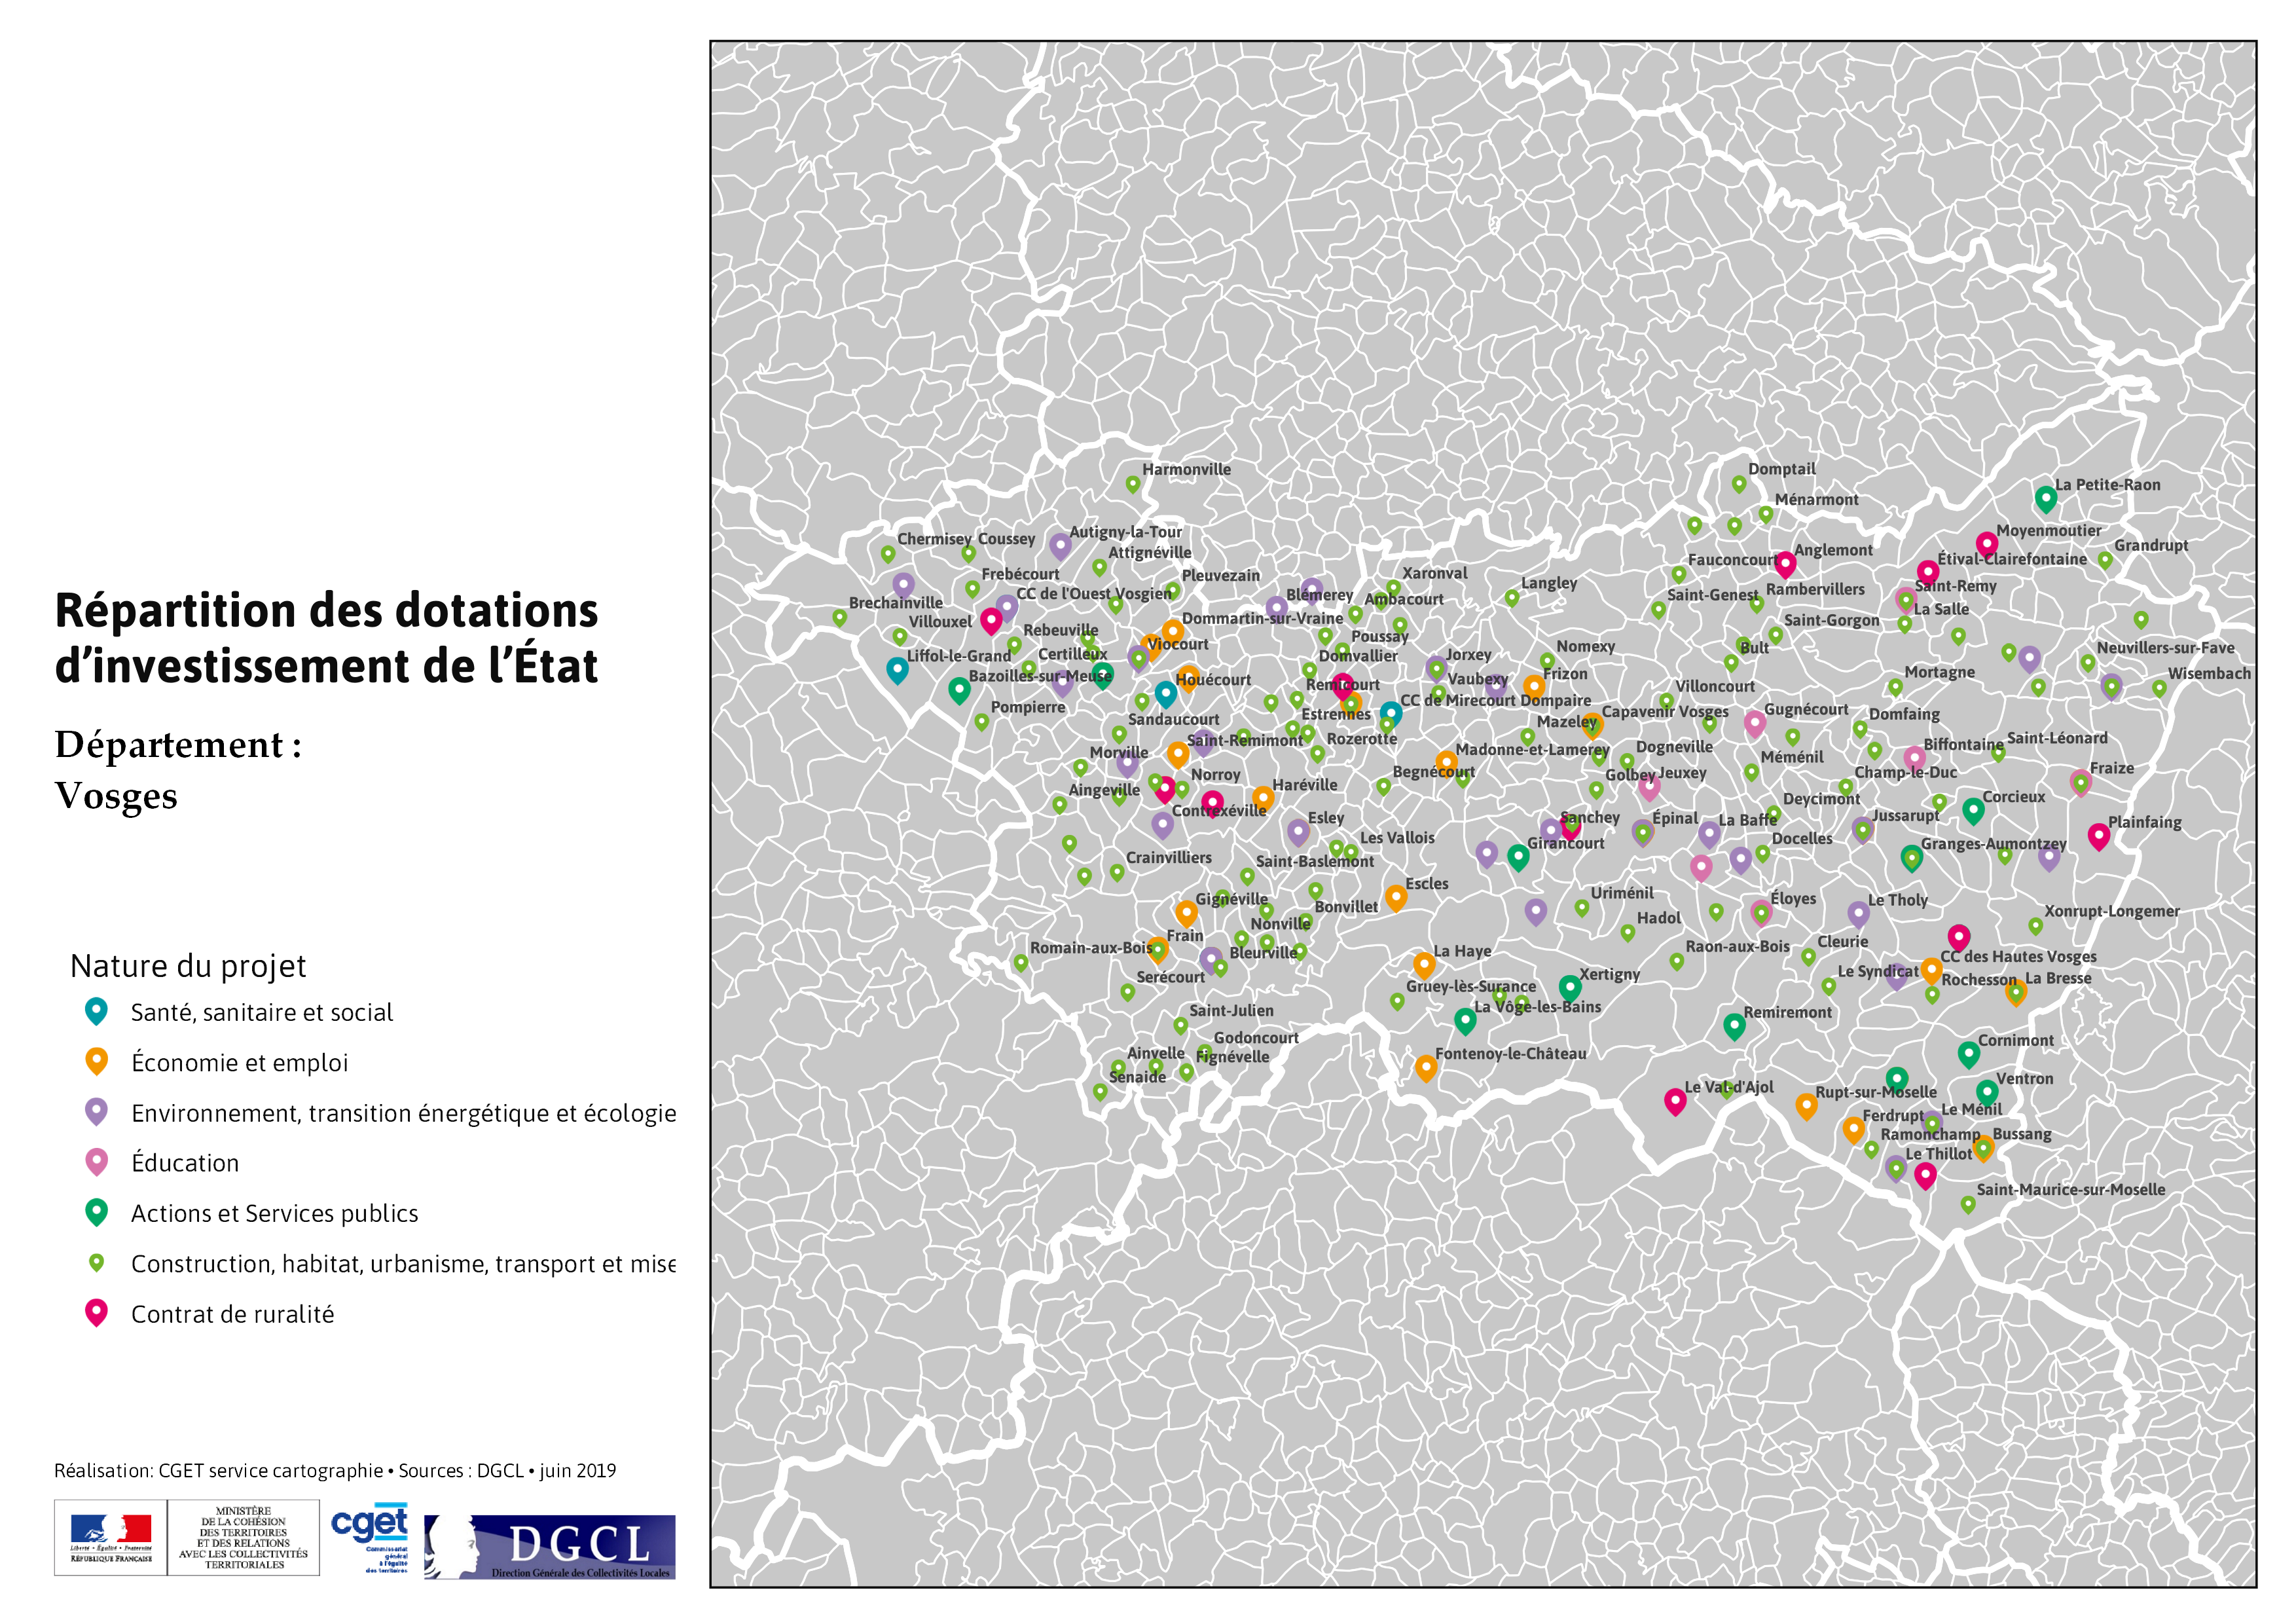 Répartition des dotations
d’investissement de l’État
Département :
Vosges
Nature du projet
Santé, sanitaire et social
Économie et emploi
Environnement, transition énergétique et écologie
Éducation
Actions et Services publics
Construction, habitat, urbanisme, transport et mise
Contrat de ruralité
Réalisation: CGET service cartographie • Sources : DGCL • juin 2019
Liberté • Égalité • Fraternité
RÉPUBLIQUE FRANÇAISE
MINISTÈRE
DE LA COHÉSION
DES TERRITOIRES
ET DES RELATIONS
AVEC LES COLLECTIVITÉS
TERRITORIALES
cget
Commissariat
général
à l'égalité
des territoires
DGCL
Direction Générale des Collectivités Locales
Harmonville
Domptail
La Petite-Raon
Ménarmont
Autigny-la-Tour
Moyenmoutier
Chermisey
Coussey
Grandrupt
Attignéville
Anglemont
Étival-Clairefontaine
Fauconcourt
Frebécourt
Pleuvezain
Xaronval
Langley
Saint-Remy
CC de l'Ouest Vosgien
Blémerey
Ambacourt
Saint-Genest
Rambervillers
Brechainville
La Salle
Villouxel
Dommartin-sur-Vraine
Saint-Gorgon
Rebeuville
Poussay
Viocourt
Nomexy
Bult
Neuvillers-sur-Fave
Liffol-le-Grand
Certilleux
Domvallier
Jorxey
Bazoilles-sur-Meuse
Houécourt
Vaubexy
Frizon
Mortagne
Wisembach
Remicourt
Villoncourt
CC de Mirecourt Dompaire
Pompierre
Estrennes
Capavenir Vosges
Gugnécourt
Domfaing
Sandaucourt
Mazeley
Saint-Remimont
Rozerotte
Saint-Léonard
Morville
Madonne-et-Lamerey
Dogneville
Biffontaine
Méménil
Norroy
Begnécourt
Golbey
Jeuxey
Champ-le-Duc
Fraize
Haréville
Aingeville
Corcieux
Deycimont
Contrexéville
Esley
Sanchey
Épinal
La Baffe
Jussarupt
Plainfaing
Les Vallois
Girancourt
Docelles
Granges-Aumontzey
Crainvilliers
Saint-Baslemont
Escles
Uriménil
Gignéville
Éloyes
Le Tholy
Bonvillet
Xonrupt-Longemer
Hadol
Nonville
Frain
Romain-aux-Bois
Bleurville
La Haye
Raon-aux-Bois
Cleurie
CC des Hautes Vosges
Serécourt
Xertigny
Le Syndicat
Rochesson
La Bresse
Gruey-lès-Surance
Saint-Julien
La Vôge-les-Bains
Remiremont
Godoncourt
Cornimont
Ainvelle
Fignévelle
Fontenoy-le-Château
Senaide
Ventron
Le Val-d'Ajol
Rupt-sur-Moselle
Le Ménil
Ferdrupt
Ramonchamp
Bussang
Le Thillot
Saint-Maurice-sur-Moselle